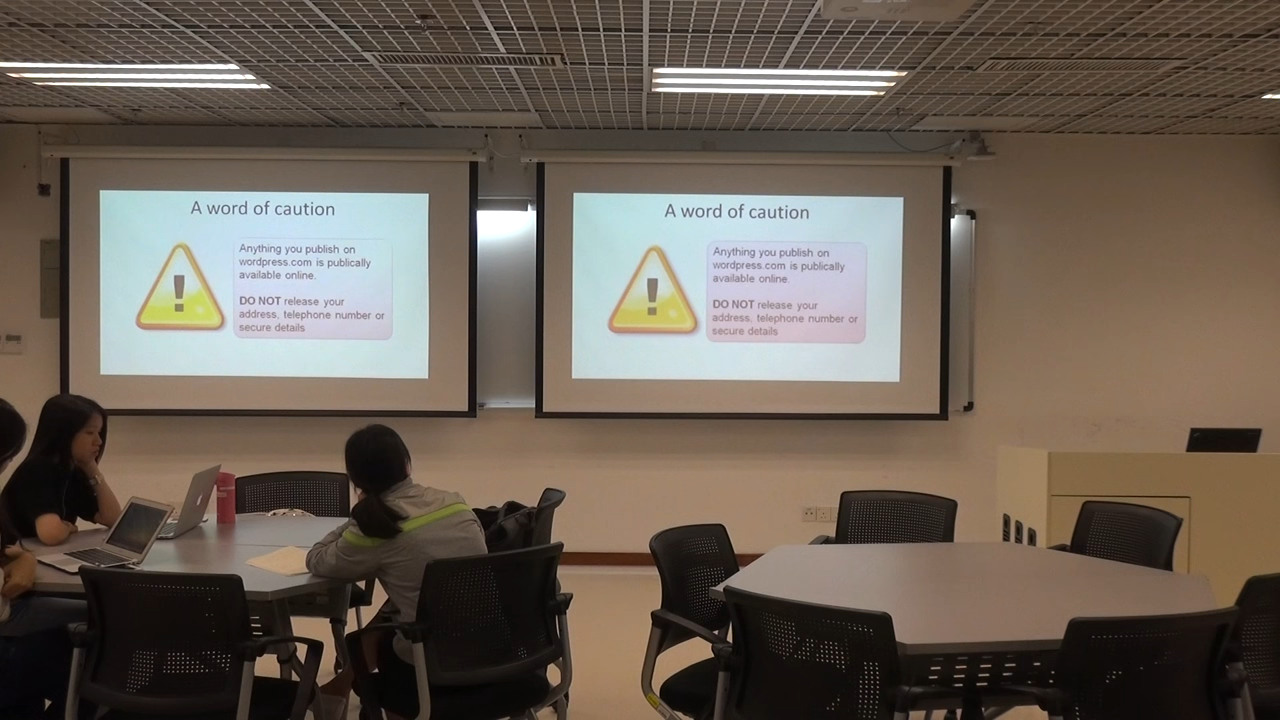 A word of caution
Anything you publish on
wordpress.com is publically
available online.
DO NOT release your
address, telephone number or
secure details
A word of caution
Anything you publish on
wordpress.com is publically
available online.
DO NOT release your
address, telephone number or
secure details